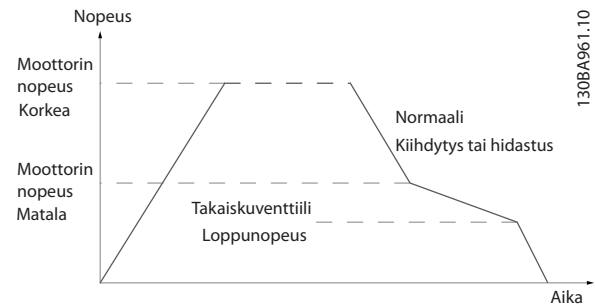 Nopeus
Moottorin
nopeus
Korkea
Normaali
Kiihdytys tai hidastus
Moottorin
nopeus
Matala
Takaiskuventtiili
Loppunopeus
Aika
130BA961.10